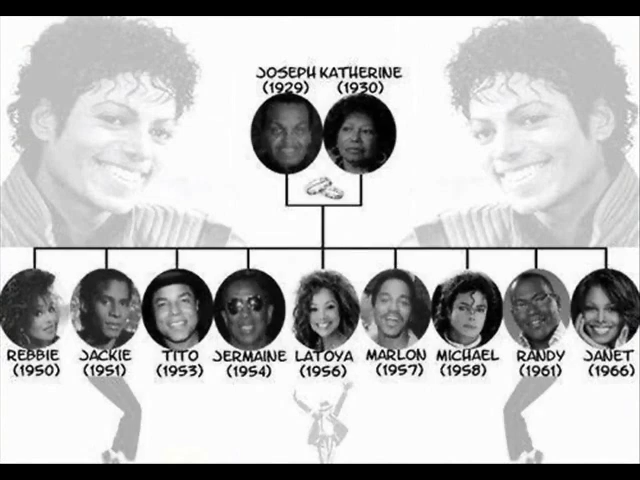 JOSEPH KATHERINE
(1929) (1930)
REBBIE JACKIE TITO JERMAINE LATOYA MARLON MICHAEL RANDY JANET
(1950) (1951) (1953) (1954) (1956) (1957) (1958) (1961) (1966)